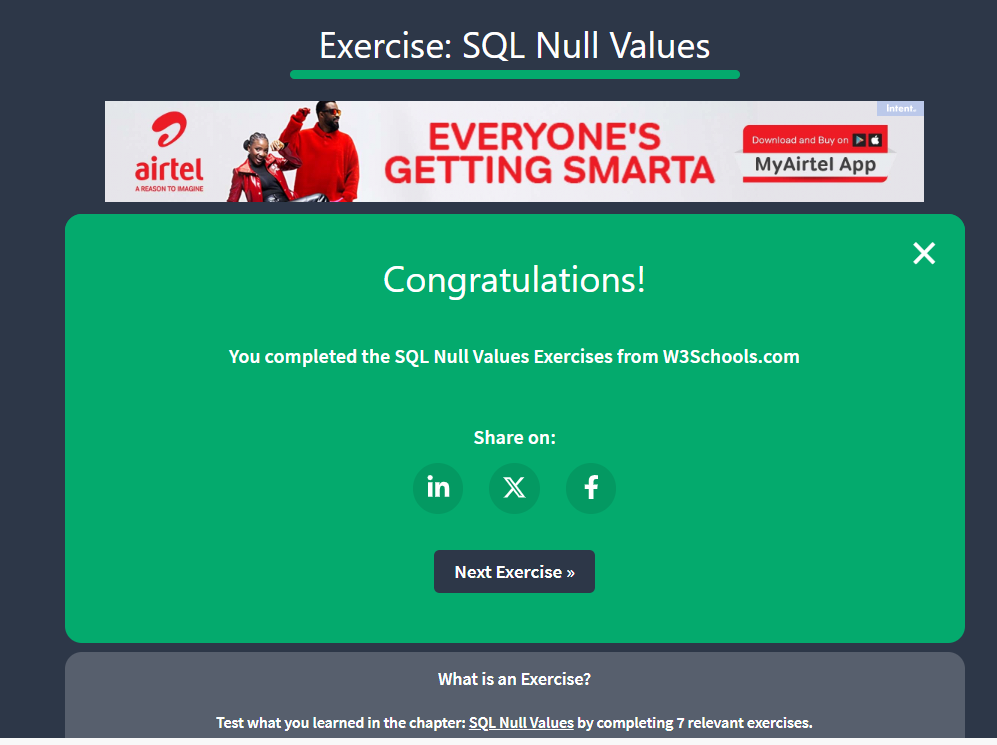 Exercise: SQL Null Values
Intent.
airtel
A REASON TO IMAGINE
EVERYONE'S
GETTING SMARTA
Download and Buy on
MyAirtel App
Congratulations!
You completed the SQL Null Values Exercises from W3Schools.com
Share on:
in X f
Next Exercise »
What is an Exercise?
Test what you learned in the chapter: SQL Null Values by completing 7 relevant exercises.